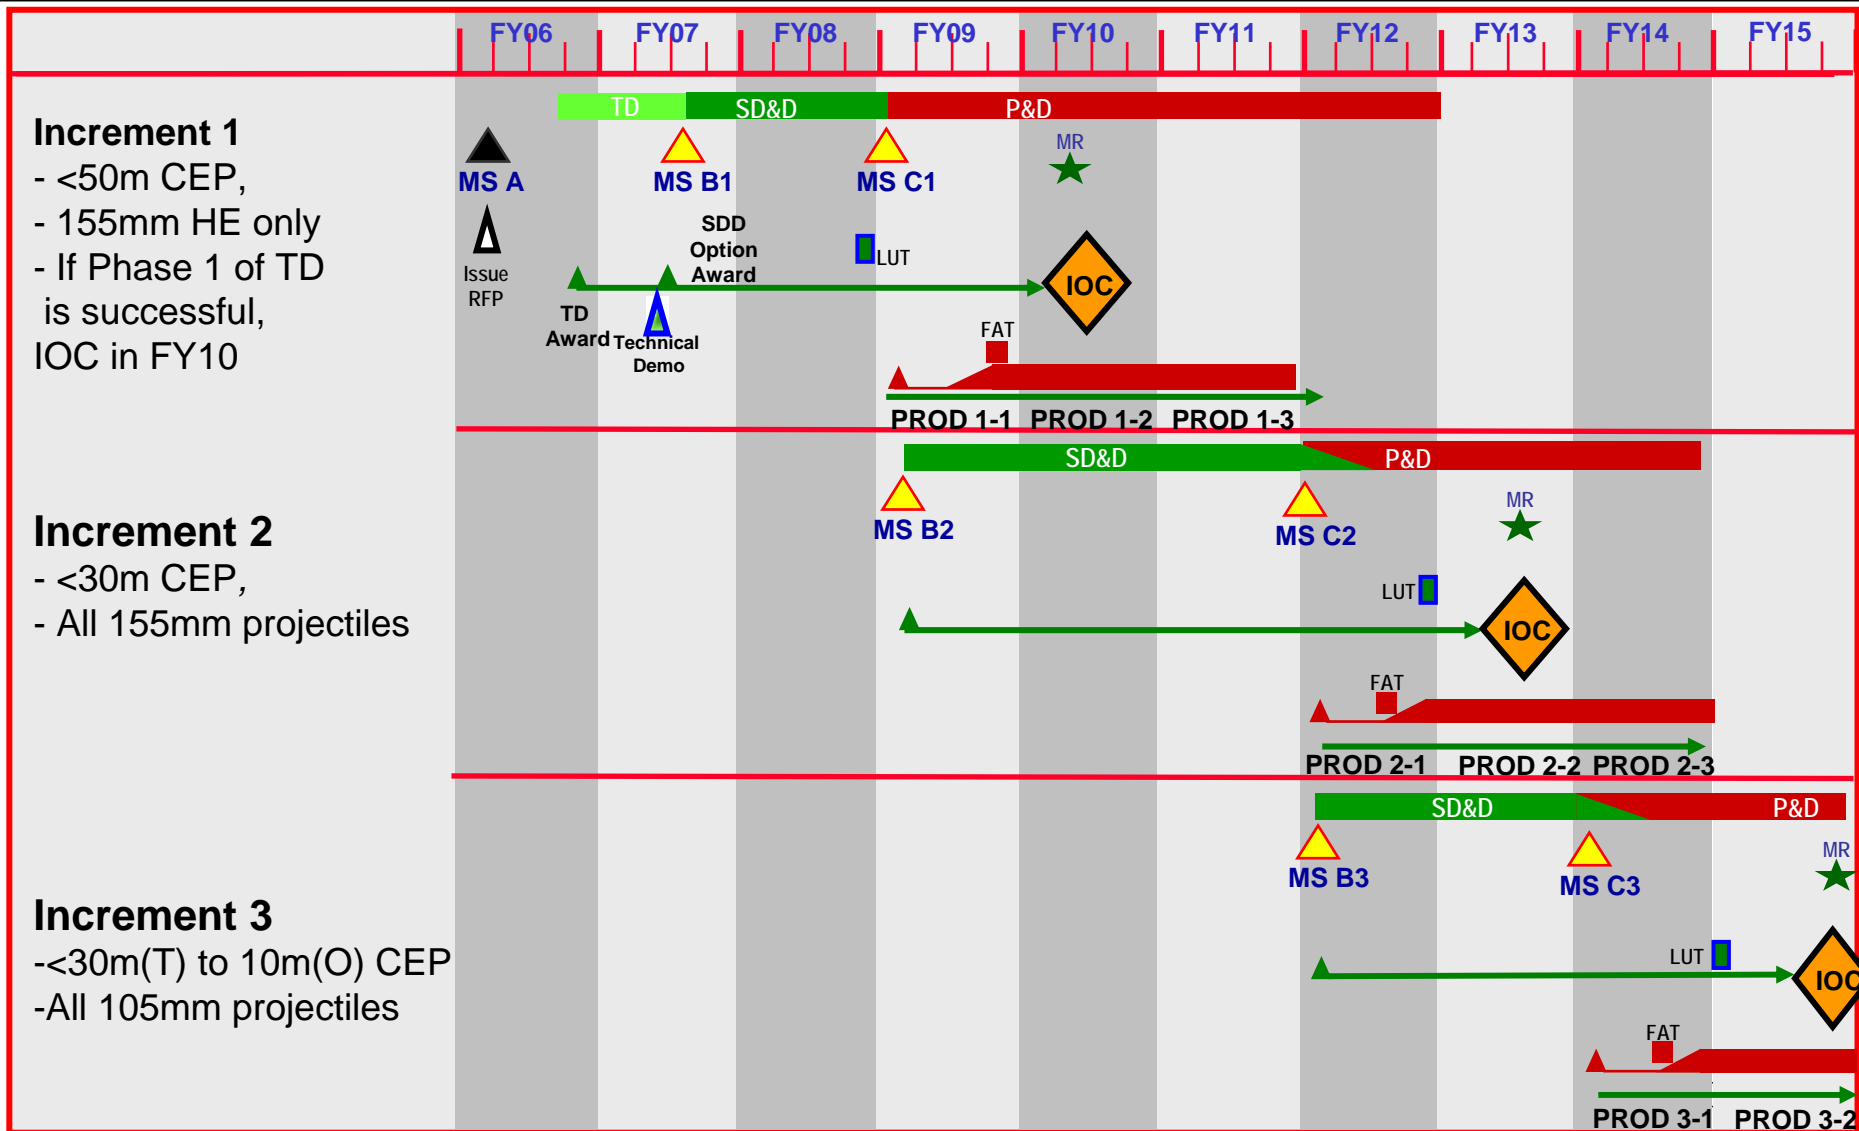 FY06 FY07 FY08 FY09 FY10 FY11 FY12 FY13 FY14 FY15
Increment 1
- <50m CEP,
- 155mm HE only
- If Phase 1 of TD
is successful,
IOC in FY10
TD SD&D P&D
MS A MS B1 MS C1
MR
Issue
RFP
SDD
Option
Award
LUT
IOC
TD
Award
Technical
Demo
FAT
PROD 1-1 PROD 1-2 PROD 1-3
Increment 2
- <30m CEP,
- All 155mm projectiles
SD&D P&D
MS B2 MS C2
MR
LUT
IOC
FAT
PROD 2-1 PROD 2-2 PROD 2-3
Increment 3
-<30m(T) to 10m(O) CEP
-All 105mm projectiles
SD&D P&D
MS B3 MS C3
MR
LUT
IOC
FAT
PROD 3-1 PROD 3-2